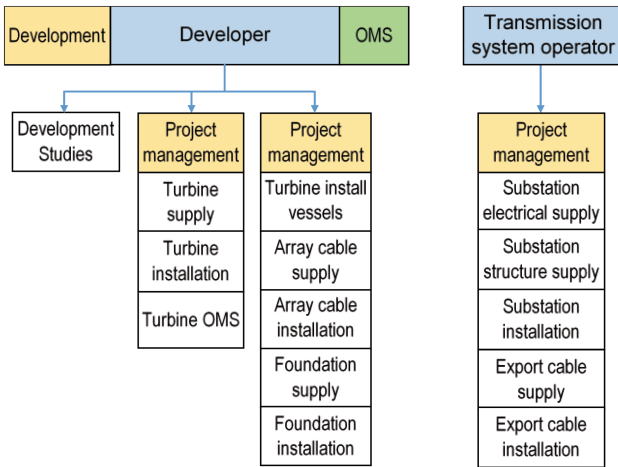 Development
Developer
OMS
Transmission
system operator
Development
Studies
Project
management
Turbine
supply
Turbine
installation
Turbine OMS
Project
management
Turbine install
vessels
Array cable
supply
Array cable
installation
Foundation
supply
Foundation
installation
Project
management
Substation
electrical supply
Substation
structure supply
Substation
installation
Export cable
supply
Export cable
installation